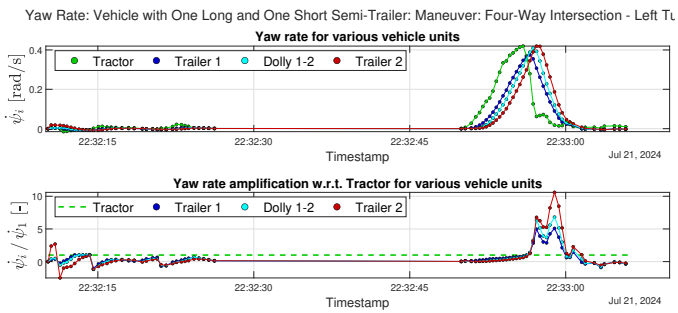 Yaw Rate: Vehicle with One Long and One Short Semi-Trailer: Maneuver: Four-Way Intersection - Left Tu
Yaw rate for various vehicle units
Tractor Trailer 1 Dolly 1-2 Trailer 2
ψ̇ᵢ [rad/s]
0.4
0.2
0
22:32:15 22:32:30 22:32:45 22:33:00
Timestamp
Jul 21, 2024
Yaw rate amplification w.r.t. Tractor for various vehicle units
Tractor Trailer 1 Dolly 1-2 Trailer 2
ψ̇ᵢ / ψ̇₁ [-]
10
5
0
22:32:15 22:32:30 22:32:45 22:33:00
Timestamp
Jul 21, 2024